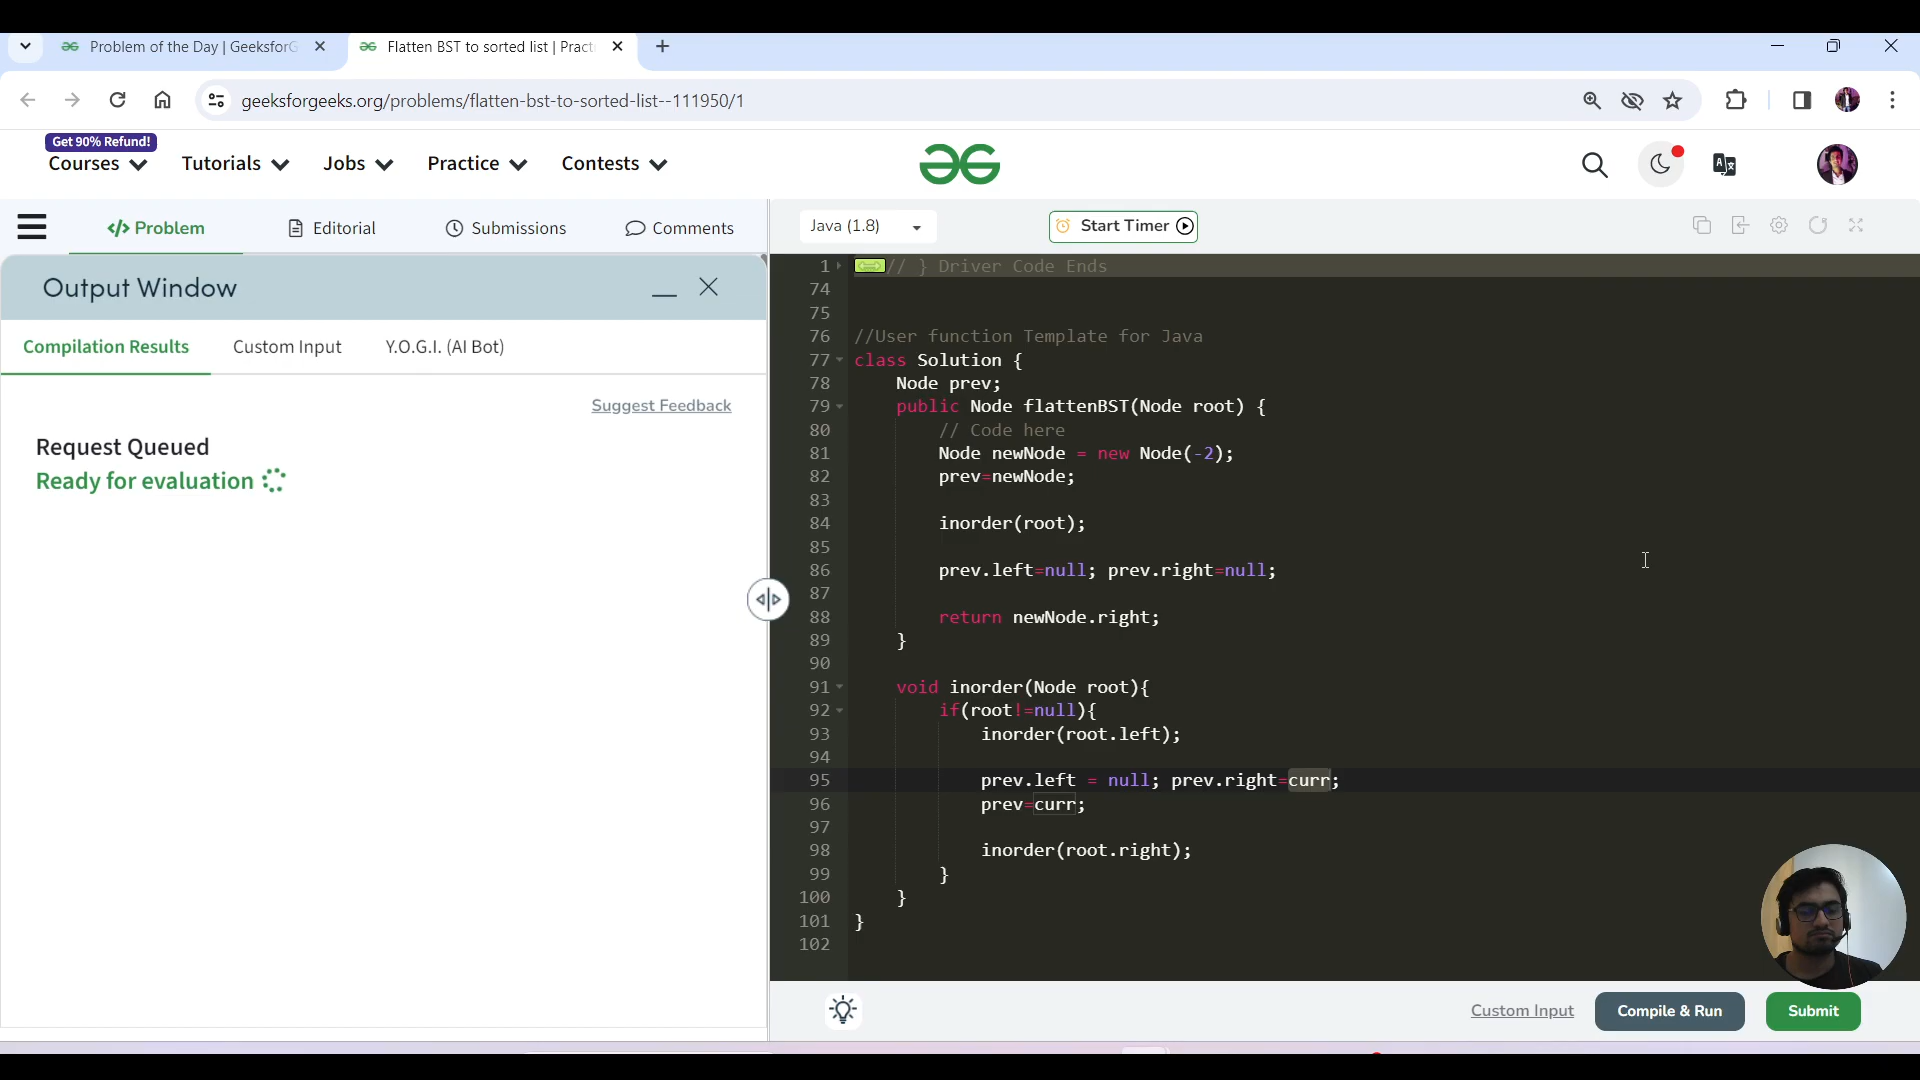 Problem of the Day | GeeksforG
Flatten BST to sorted list | Pract
geeksforgeeks.org/problems/flatten-bst-to-sorted-list--111950/1
Get 90% Refund!
Courses
Tutorials
Jobs
Practice
Contests
</> Problem
Editorial
Submissions
Comments
Java (1.8)
Start Timer
Output Window
Compilation Results
Custom Input
Y.O.G.I. (AI Bot)
Suggest Feedback
Request Queued
Ready for evaluation
1 // } Driver Code Ends
74
75
76 //User function Template for Java
77 class Solution {
78 Node prev;
79 public Node flattenBST(Node root) {
80 // Code here
81 Node newNode = new Node(-2);
82 prev=newNode;
83
84 inorder(root);
85
86 prev.left=null; prev.right=null;
87
88 return newNode.right;
89 }
90
91 void inorder(Node root){
92 if(root!=null){
93 inorder(root.left);
94
95 prev.left = null; prev.right=curr;
96 prev=curr;
97
98 inorder(root.right);
99 }
100 }
101 }
102
Custom Input
Compile & Run
Submit